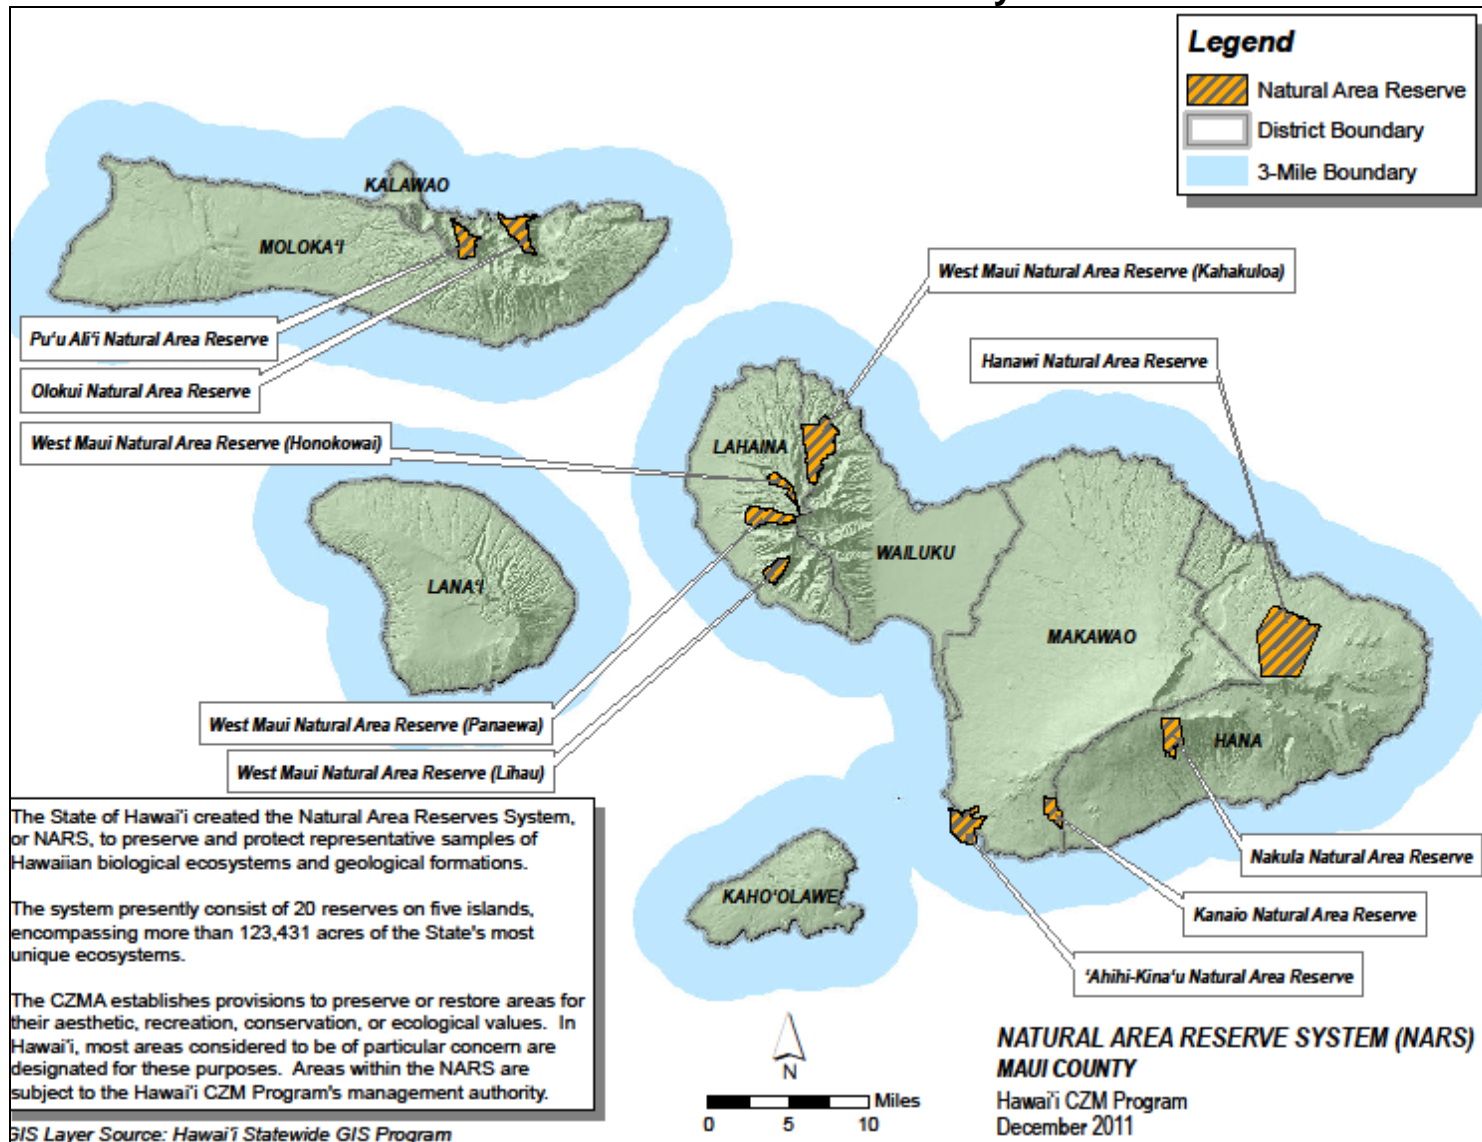 Legend
Natural Area Reserve
District Boundary
3-Mile Boundary
KALAWAO
MOLOKAʻI
West Maui Natural Area Reserve (Kahakuloa)
Puʻu Aliʻi Natural Area Reserve
Hanawi Natural Area Reserve
Olokui Natural Area Reserve
West Maui Natural Area Reserve (Honokowai)
LAHAINA
WAILUKU
LANAʻI
MAKAWAO
West Maui Natural Area Reserve (Panaewa)
HANA
West Maui Natural Area Reserve (Lihau)
The State of Hawai'i created the Natural Area Reserves System,
or NARS, to preserve and protect representative samples of
Hawaiian biological ecosystems and geological formations.
The system presently consist of 20 reserves on five islands,
encompassing more than 123,431 acres of the State's most
unique ecosystems.
The CZMA establishes provisions to preserve or restore areas for
their aesthetic, recreation, conservation, or ecological values. In
Hawai'i, most areas considered to be of particular concern are
designated for these purposes. Areas within the NARS are
subject to the Hawai'i CZM Program's management authority.
KAHOʻOLAWE
Nakula Natural Area Reserve
Kanaio Natural Area Reserve
ʻAhihi-Kinaʻu Natural Area Reserve
N
Miles
0 5 10
NATURAL AREA RESERVE SYSTEM (NARS)
MAUI COUNTY
Hawai'i CZM Program
December 2011
GIS Layer Source: Hawai'i Statewide GIS Program